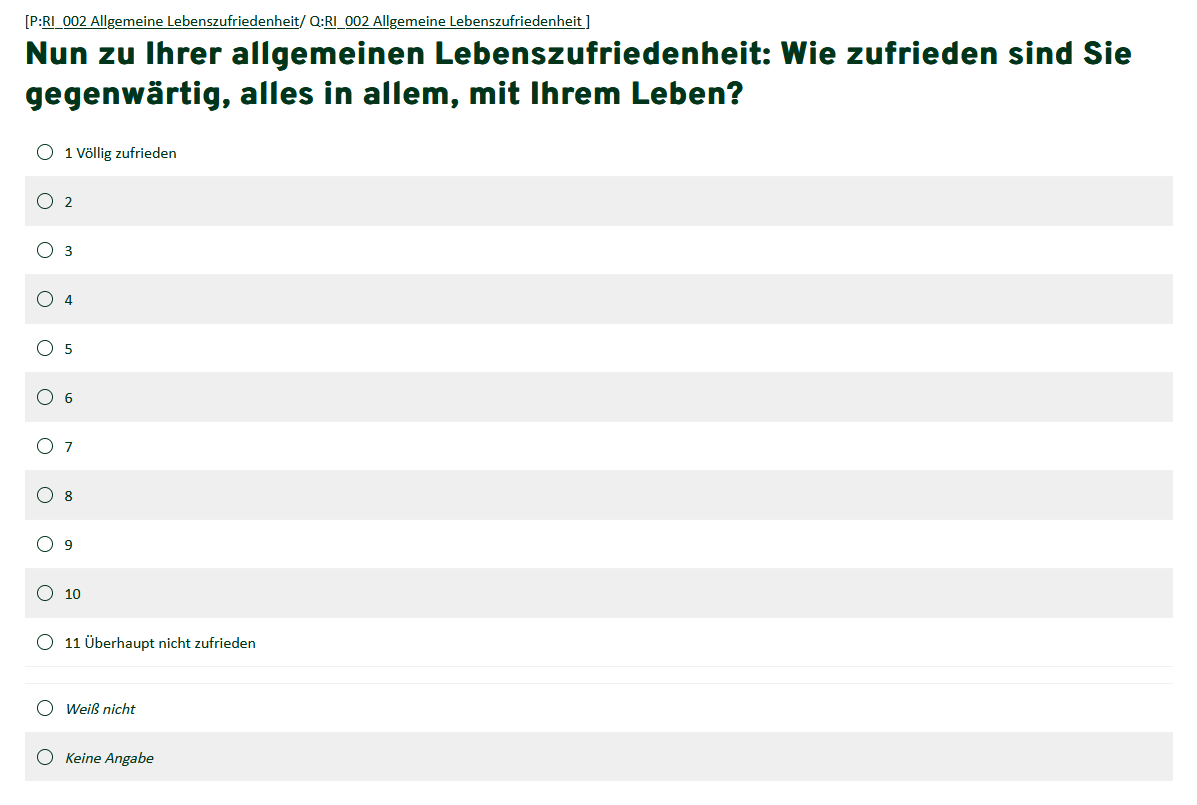 [P:RI_002 Allgemeine Lebenszufriedenheit/ Q:RI_002 Allgemeine Lebenszufriedenheit ]
Nun zu Ihrer allgemeinen Lebenszufriedenheit: Wie zufrieden sind Sie
gegenwärtig, alles in allem, mit Ihrem Leben?
1 Völlig zufrieden
2
3
4
5
6
7
8
9
10
11 Überhaupt nicht zufrieden
Weiß nicht
Keine Angabe